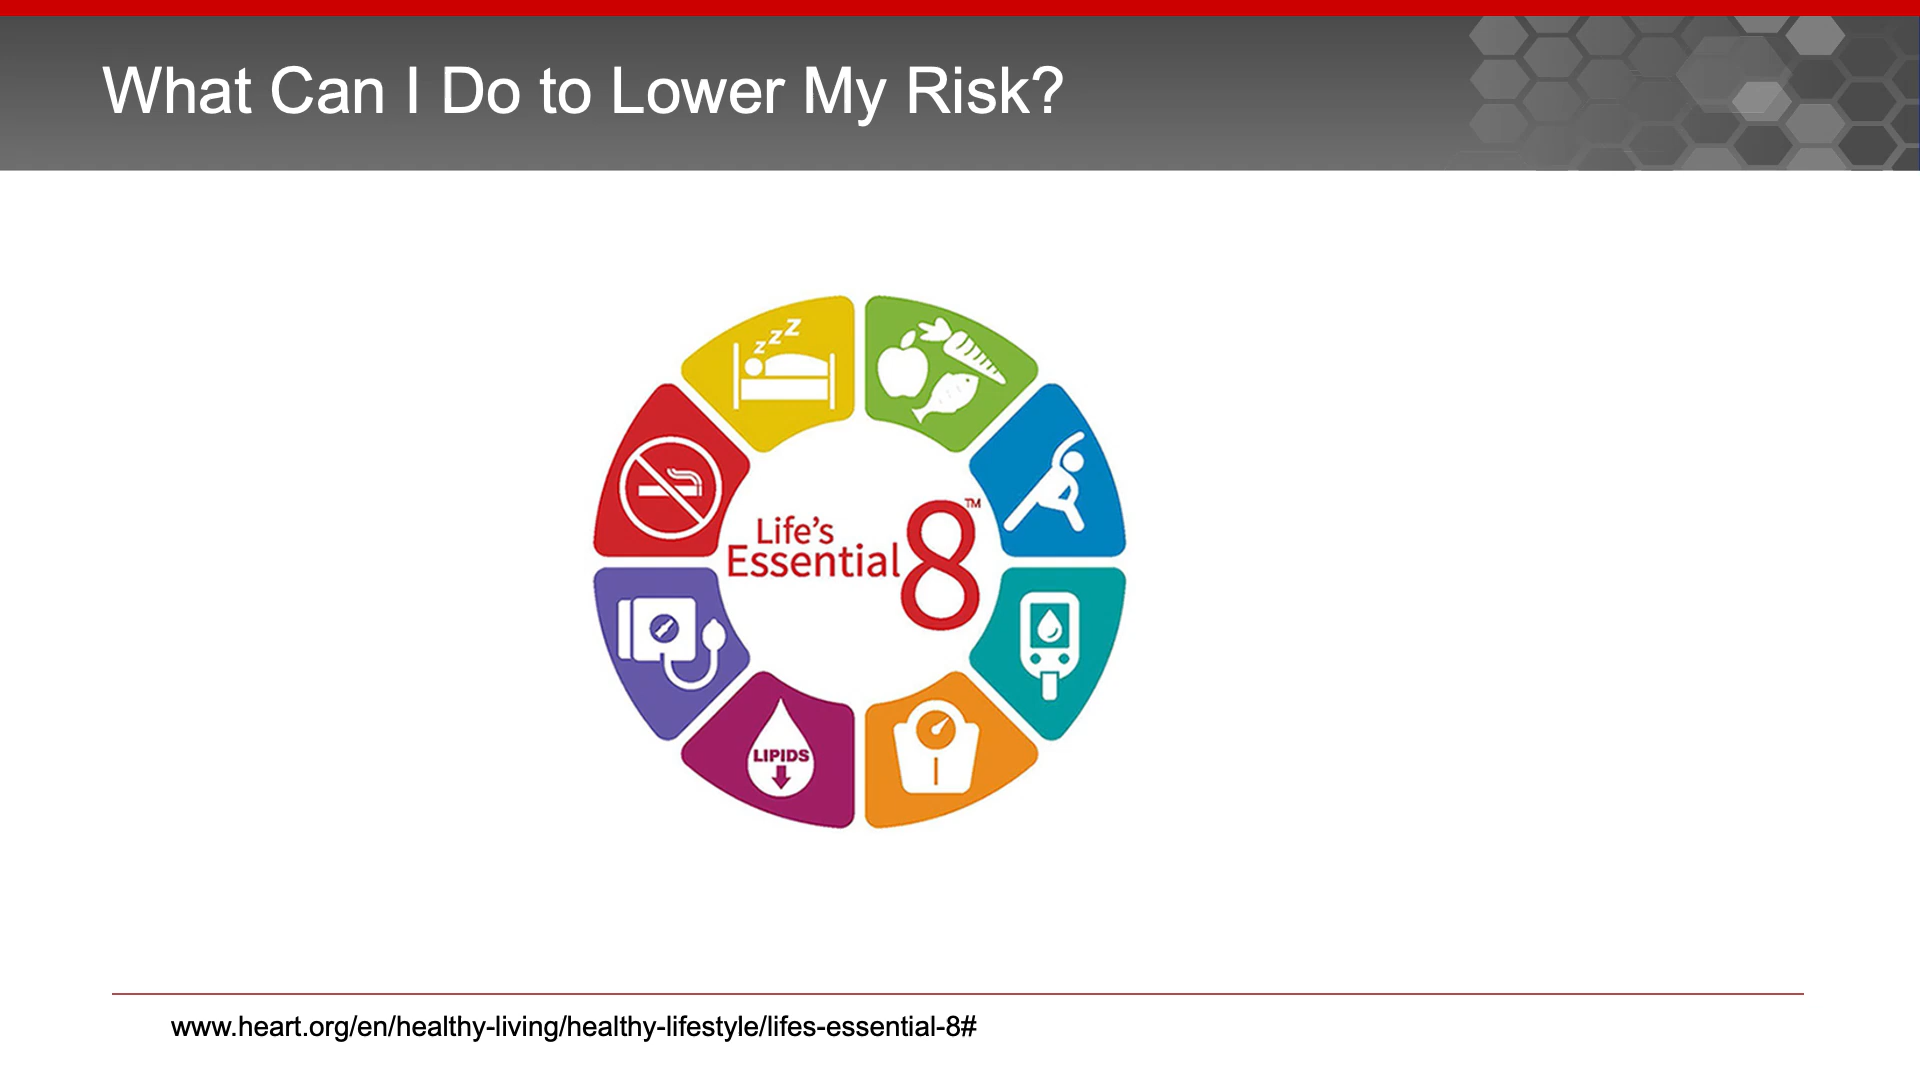 What Can I Do to Lower My Risk?
z z Z
Life's
Essential 8™
LIPIDS
www.heart.org/en/healthy-living/healthy-lifestyle/lifes-essential-8#